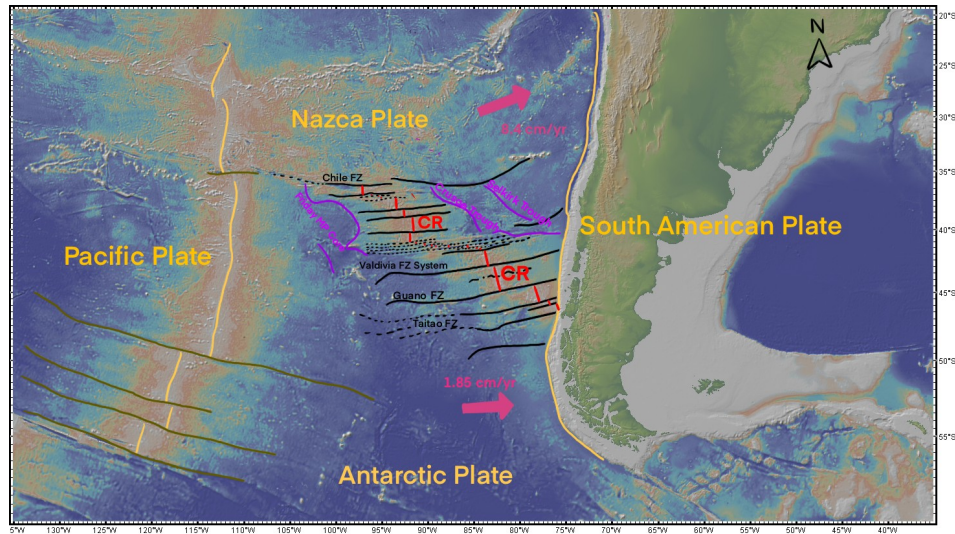 N
20°S
25°S
30°S
35°S
40°S
45°S
50°S
55°S
Nazca Plate
Chile FZ
CR
South American Plate
Pacific Plate
Valdivia FZ System
CR
Guano FZ
Taitao FZ
1.85 cm/yr
Antarctic Plate
5°W 130°W 125°W 120°W 115°W 110°W 105°W 100°W 95°W 90°W 85°W 80°W 75°W 70°W 65°W 60°W 55°W 50°W 45°W 40°W